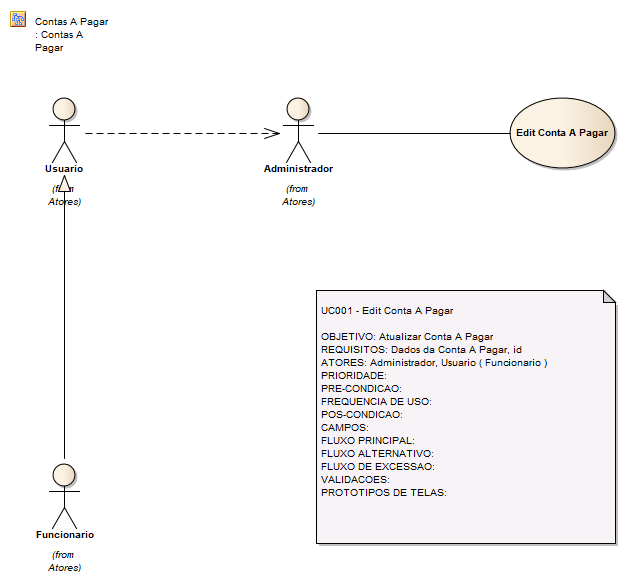 Contas A Pagar
: Contas A
Pagar
Usuario
(from
Atores)
Administrador
(from
Atores)
Edit Conta A Pagar
UC001 - Edit Conta A Pagar
OBJETIVO: Atualizar Conta A Pagar
REQUISITOS: Dados da Conta A Pagar, id
ATORES: Administrador, Usuario ( Funcionario )
PRIORIDADE:
PRE-CONDICAO:
FREQUENCIA DE USO:
POS-CONDICAO:
CAMPOS:
FLUXO PRINCIPAL:
FLUXO ALTERNATIVO:
FLUXO DE EXCESSAO:
VALIDACOES:
PROTOTIPOS DE TELAS:
Funcionario
(from
Atores)